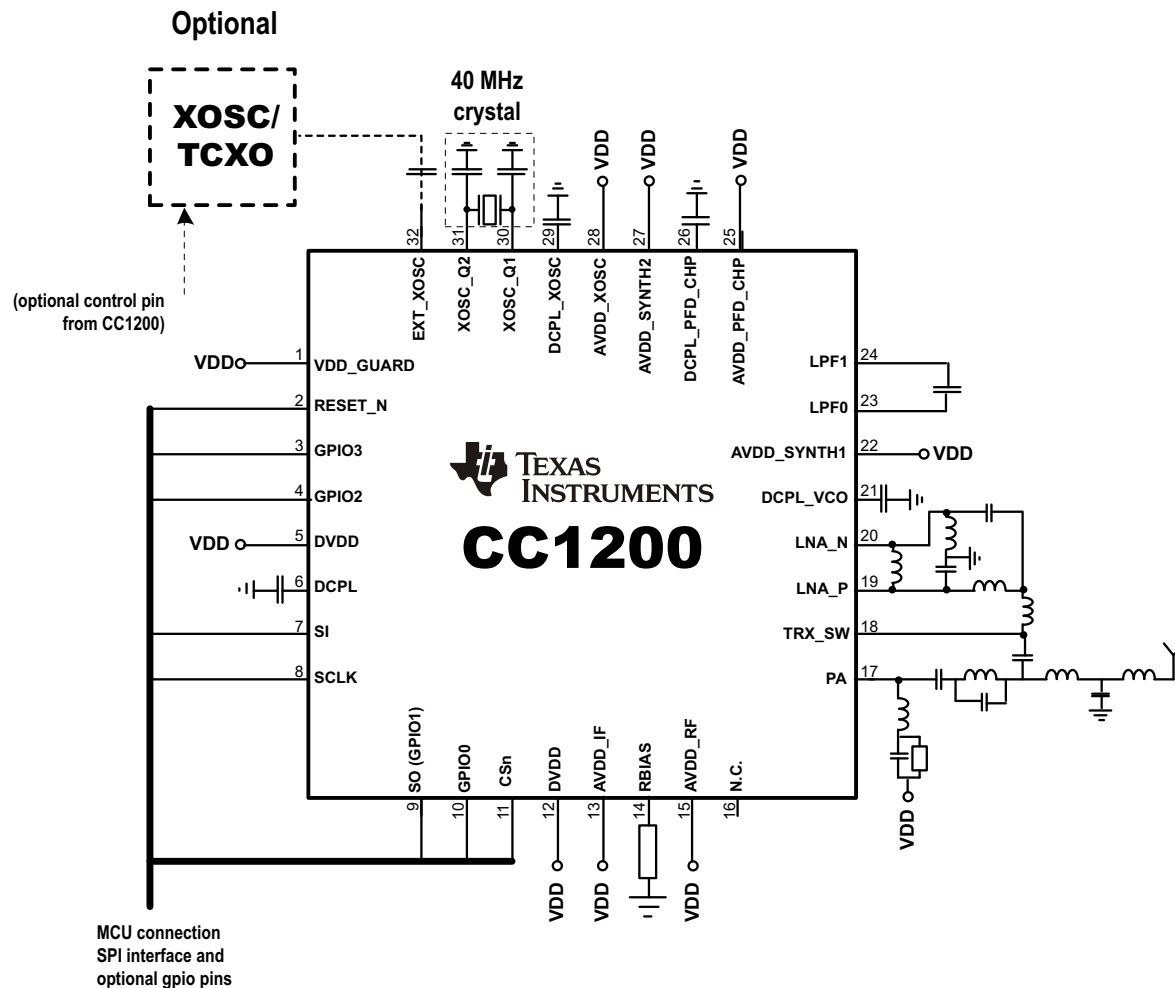 Optional
XOSC/
TCXO
40 MHz
crystal
(optional control pin
from CC1200)
VDD
VDD
VDD
32
31
30
29
28
27
26
25
EXT_XOSC
XOSC_Q2
XOSC_Q1
DCPL_XOSC
AVDD_XOSC
AVDD_SYNTH2
DCPL_PFD_CHP
AVDD_PFD_CHP
VDD
1
VDD_GUARD
2
RESET_N
3
GPIO3
4
GPIO2
VDD
5
DVDD
6
DCPL
7
SI
8
SCLK
TEXAS
INSTRUMENTS
CC1200
LPF1
24
LPF0
23
AVDD_SYNTH1
22
VDD
DCPL_VCO
21
LNA_N
20
LNA_P
19
TRX_SW
18
PA
17
VDD
SO (GPIO1)
GPIO0
CSn
DVDD
AVDD_IF
RBIAS
AVDD_RF
N.C.
9
10
11
12
13
14
15
16
VDD
VDD
VDD
MCU connection
SPI interface and
optional gpio pins